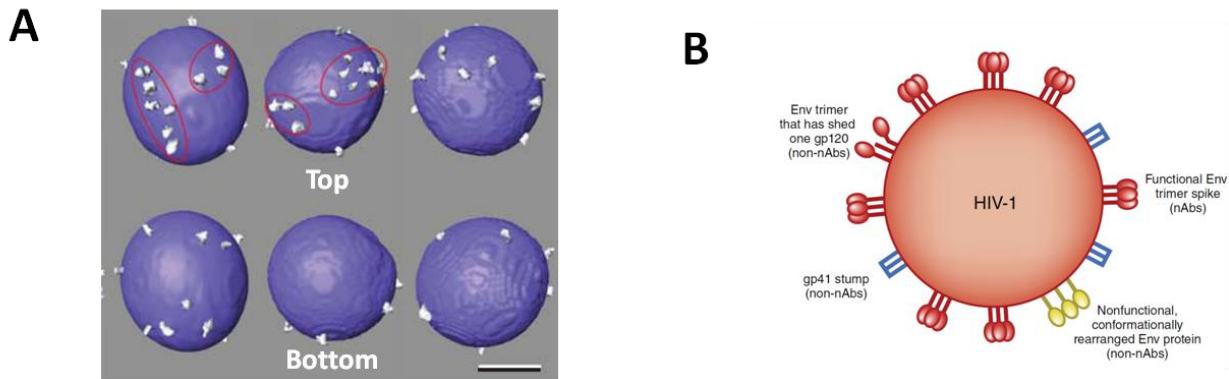 A
Top
Bottom
B
Env trimer
that has shed
one gp120
(non-nAbs)
HIV-1
Functional Env
trimer spike
(nAbs)
gp41 stump
(non-nAbs)
Nonfunctional,
conformationally
rearranged Env protein
(non-nAbs)